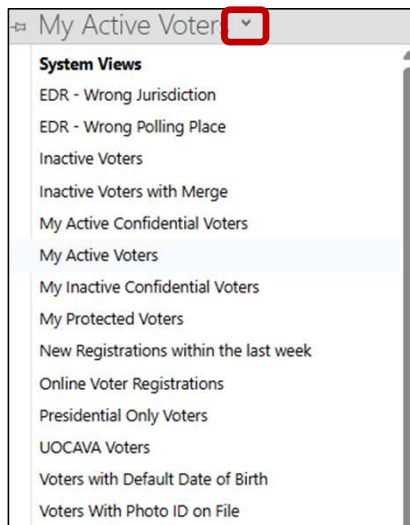 My Active Voters
System Views
EDR - Wrong Jurisdiction
EDR - Wrong Polling Place
Inactive Voters
Inactive Voters with Merge
My Active Confidential Voters
My Active Voters
My Inactive Confidential Voters
My Protected Voters
New Registrations within the last week
Online Voter Registrations
Presidential Only Voters
UOCAVA Voters
Voters with Default Date of Birth
Voters With Photo ID on File